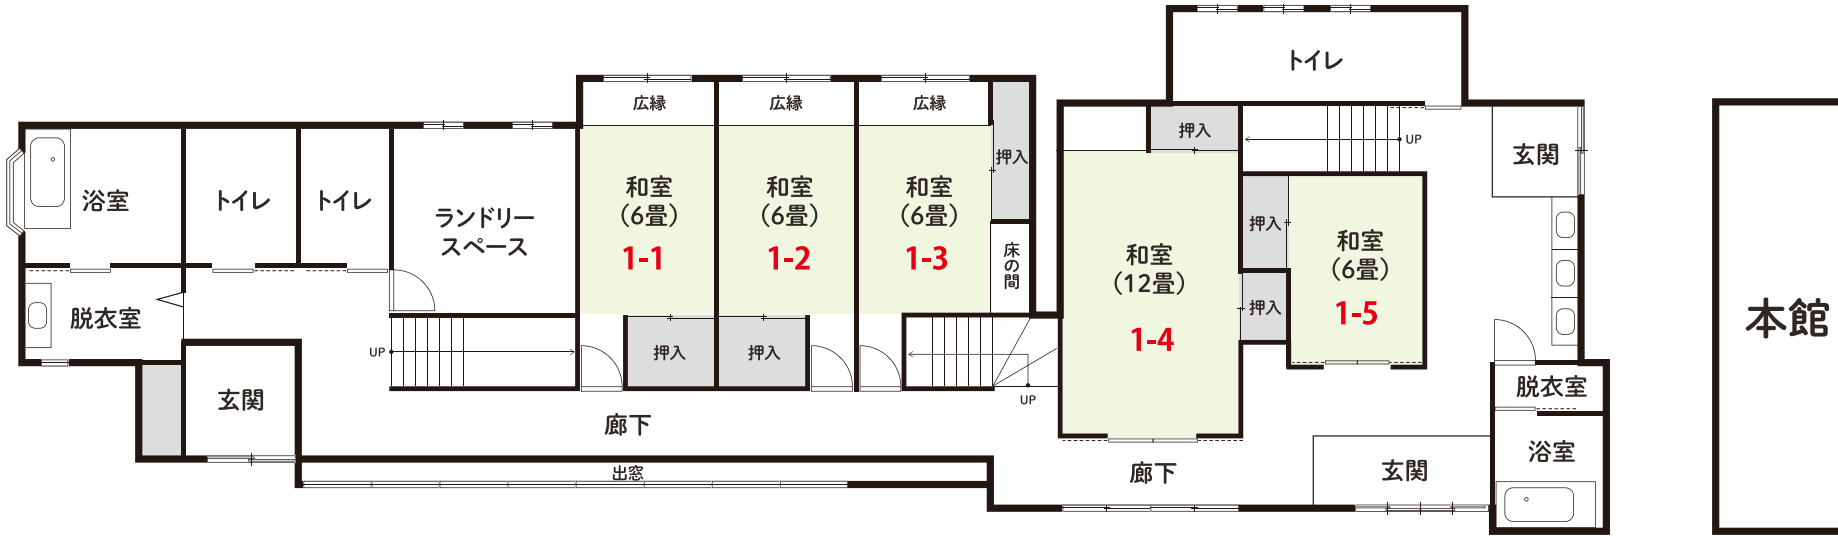 トイレ
広縁
広縁
広縁
押入
押入
UP
玄関
浴室
トイレ
トイレ
ランドリー
スペース
和室
(6畳)
1-1
和室
(6畳)
1-2
和室
(6畳)
1-3
床の間
和室
(12畳)
1-4
押入
押入
和室
(6畳)
1-5
脱衣室
UP
押入
押入
UP
本館
玄関
廊下
出窓
廊下
玄関
脱衣室
浴室